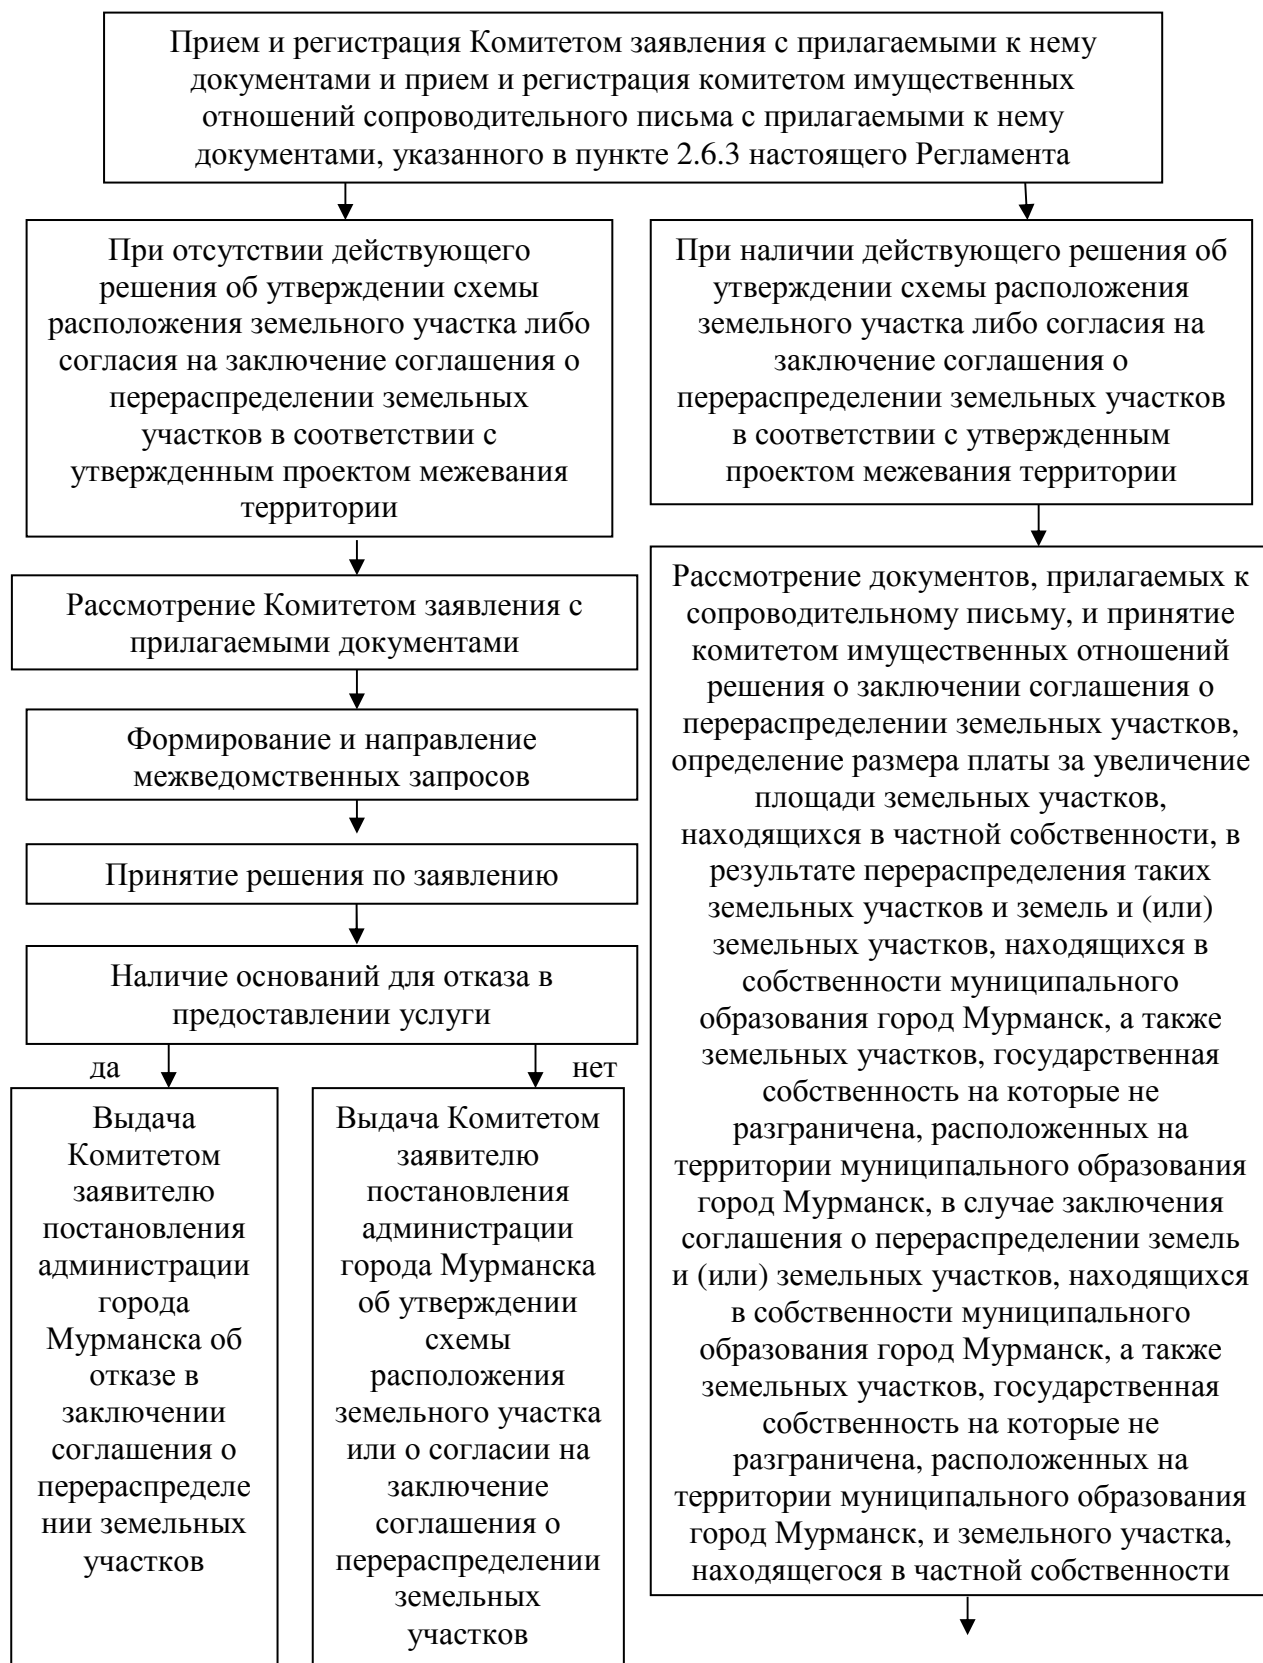 Прием и регистрация Комитетом заявления с прилагаемыми к нему
документами и прием и регистрация комитетом имущественных
отношений сопроводительного письма с прилагаемыми к нему
документами, указанного в пункте 2.6.3 настоящего Регламента
При отсутствии действующего
решения об утверждении схемы
расположения земельного участка либо
согласия на заключение соглашения о
перераспределении земельных
участков в соответствии с
утвержденным проектом межевания
территории
Рассмотрение Комитетом заявления с
прилагаемыми документами
Формирование и направление
межведомственных запросов
Принятие решения по заявлению
Наличие оснований для отказа в
предоставлении услуги
да
нет
Выдача
Комитетом
заявителю
постановления
администрации
города
Мурманска об
отказе в
заключении
соглашения о
перераспределе
нии земельных
участков
Выдача Комитетом
заявителю
постановления
администрации
города Мурманска
об утверждении
схемы
расположения
земельного участка
или о согласии на
заключение
соглашения о
перераспределении
земельных
участков
При наличии действующего решения об
утверждении схемы расположения
земельного участка либо согласия на
заключение соглашения о
перераспределении земельных участков
в соответствии с утвержденным
проектом межевания территории
Рассмотрение документов, прилагаемых к
сопроводительному письму, и принятие
комитетом имущественных отношений
решения о заключении соглашения о
перераспределении земельных участков,
определение размера платы за увеличение
площади земельных участков,
находящихся в частной собственности, в
результате перераспределения таких
земельных участков и земель и (или)
земельных участков, находящихся в
собственности муниципального
образования город Мурманск, а также
земельных участков, государственная
собственность на которые не
разграничена, расположенных на
территории муниципального образования
город Мурманск, в случае заключения
соглашения о перераспределении земель
и (или) земельных участков, находящихся
в собственности муниципального
образования город Мурманск, а также
земельных участков, государственная
собственность на которые не
разграничена, расположенных на
территории муниципального образования
город Мурманск, и земельного участка,
находящегося в частной собственности